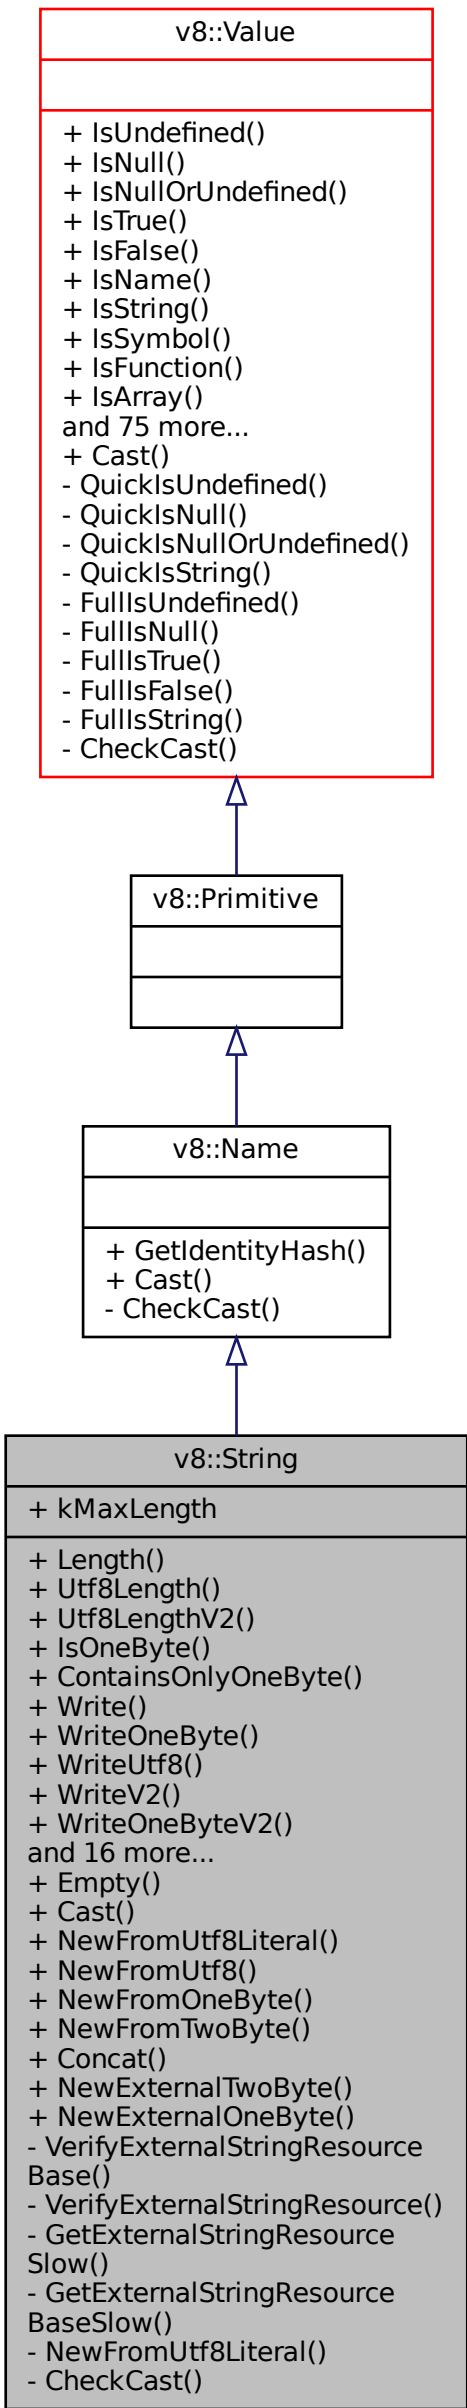 v8::Value
+ IsUndefined()
+ IsNull()
+ IsNullOrUndefined()
+ IsTrue()
+ IsFalse()
+ IsName()
+ IsString()
+ IsSymbol()
+ IsFunction()
+ IsArray()
and 75 more...
+ Cast()
- QuickIsUndefined()
- QuickIsNull()
- QuickIsNullOrUndefined()
- QuickIsString()
- FullIsUndefined()
- FullIsNull()
- FullIsTrue()
- FullIsFalse()
- FullIsString()
- CheckCast()
v8::Primitive
v8::Name
+ GetIdentityHash()
+ Cast()
- CheckCast()
v8::String
+ kMaxLength
+ Length()
+ Utf8Length()
+ Utf8LengthV2()
+ IsOneByte()
+ ContainsOnlyOneByte()
+ Write()
+ WriteOneByte()
+ WriteUtf8()
+ WriteV2()
+ WriteOneByteV2()
and 16 more...
+ Empty()
+ Cast()
+ NewFromUtf8Literal()
+ NewFromUtf8()
+ NewFromOneByte()
+ NewFromTwoByte()
+ Concat()
+ NewExternalTwoByte()
+ NewExternalOneByte()
- VerifyExternalStringResource
Base()
- VerifyExternalStringResource()
- GetExternalStringResource
Slow()
- GetExternalStringResource
BaseSlow()
- NewFromUtf8Literal()
- CheckCast()